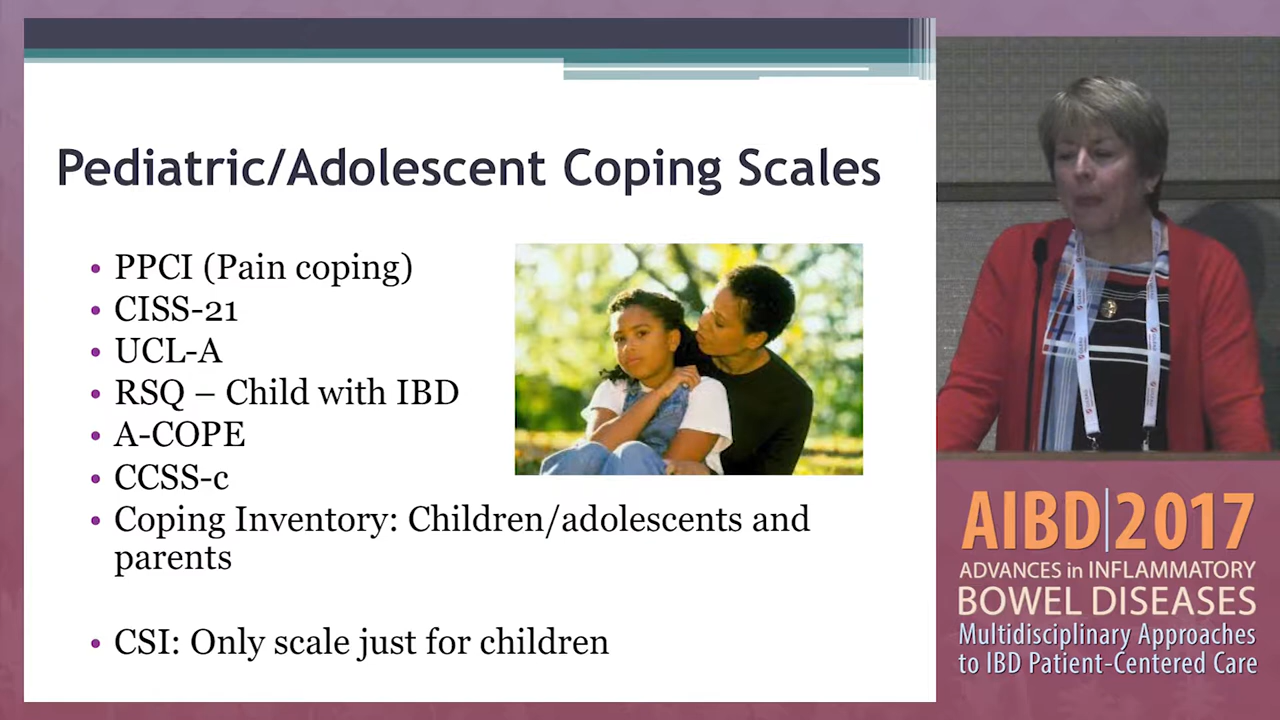 Pediatric/Adolescent Coping Scales
• PPCI (Pain coping)
• CISS-21
• UCL-A
• RSQ – Child with IBD
• A-COPE
• CCSS-c
• Coping Inventory: Children/adolescents and
parents
• CSI: Only scale just for children
AIBD|2017
ADVANCES in INFLAMMATORY
BOWEL DISEASES
Multidisciplinary Approaches
to IBD Patient-Centered Care